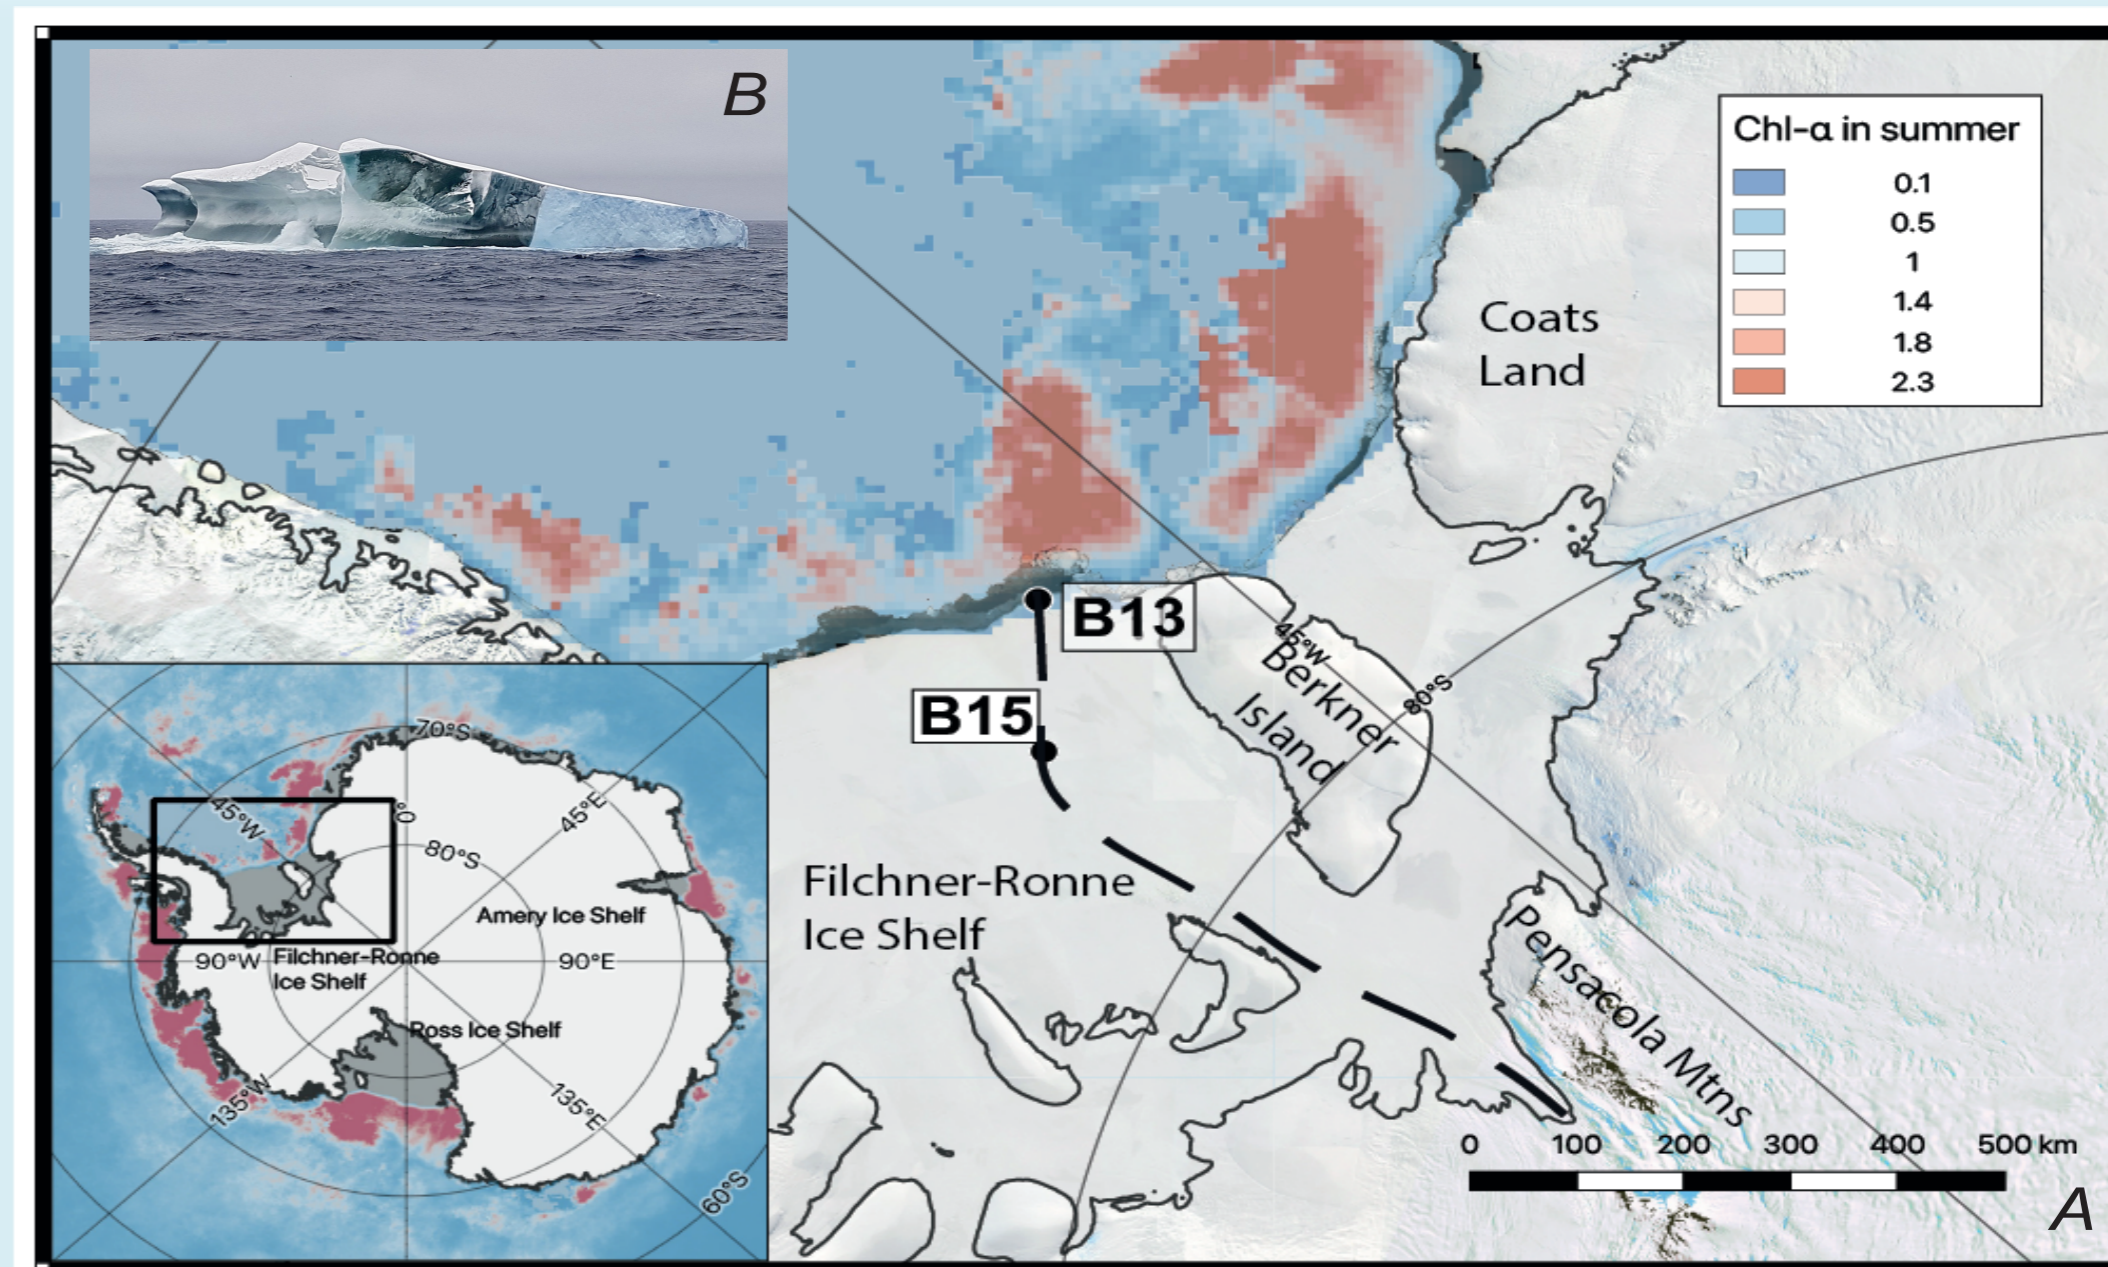 B
Chl-α in summer
0.1
0.5
1
1.4
1.8
2.3
Coats
Land
B13
B15
45°W
Berkner
Island
80°S
Filchner-Ronne
Ice Shelf
Pensacola Mtns
0 100 200 300 400 500 km
A
70°S
45°W
0°
45°E
80°S
Amery Ice Shelf
90°W
Filchner-Ronne
Ice Shelf
90°E
Ross Ice Shelf
135°W
135°E
60°S